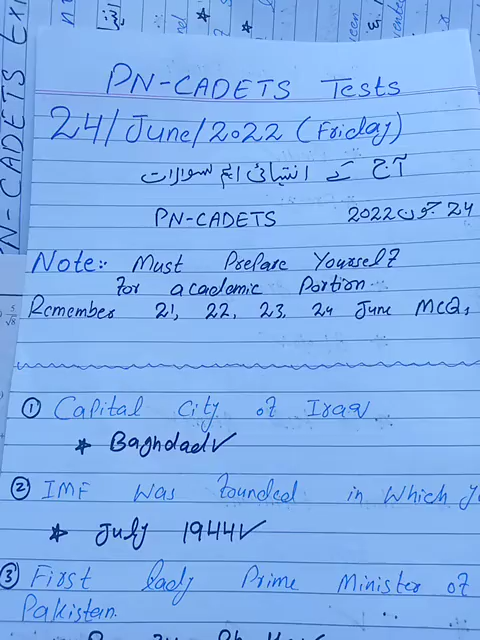 PN-CADETS Tests
24/June/2022 (Friday)
آج کے انتہائی اہم سوالات
PN-CADETS 24 جون 2022
Note:- Must Prepare Yourself
for academic Portion
Remember 21, 22, 23, 24 June MCQs
① Capital City of Iraq
* Baghdad✓
② IMF was founded in which
* July 1944✓
③ First lady Prime Minister of
Pakistan.